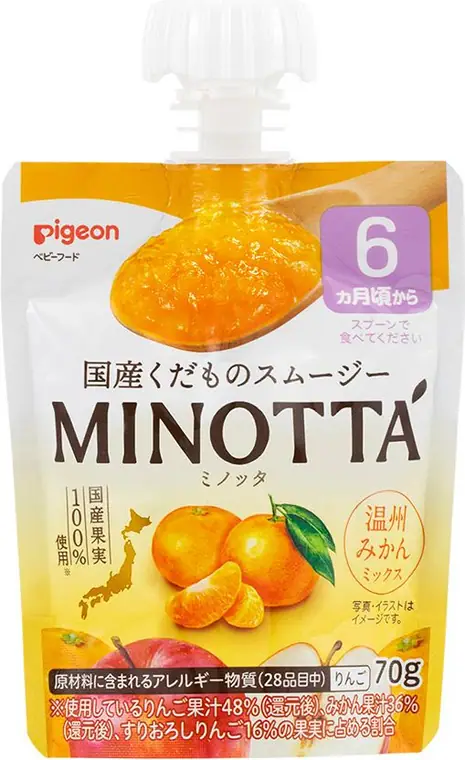 pigeon
ベビーフード
6
カ月頃から
スプーンで
食べてください
国産くだもののスムージー
MINOTTA
ミノッタ
国産果実
100%
使用※
温州
みかん
ミックス
写真・イラストは
イメージです。
原材料に含まれるアレルギー物質(28品目中) りんご 70g
※使用しているりんご果汁48%(還元後)、みかん果汁36%
(還元後)、すりおろしりんご16%の果実に占める割合